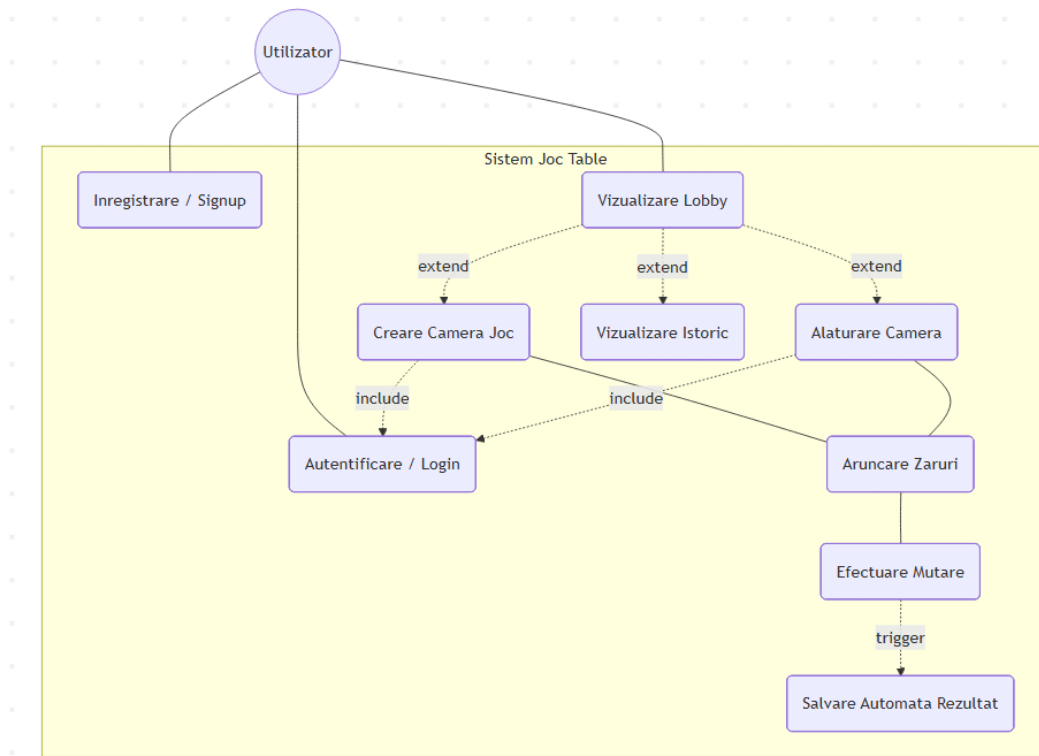 Utilizator
Sistem Joc Table
Inregistrare / Signup
Vizualizare Lobby
extend
extend
extend
Creare Camera Joc
Vizualizare Istoric
Alaturare Camera
include
include
Autentificare / Login
Aruncare Zaruri
Efectuare Mutare
trigger
Salvare Automata Rezultat